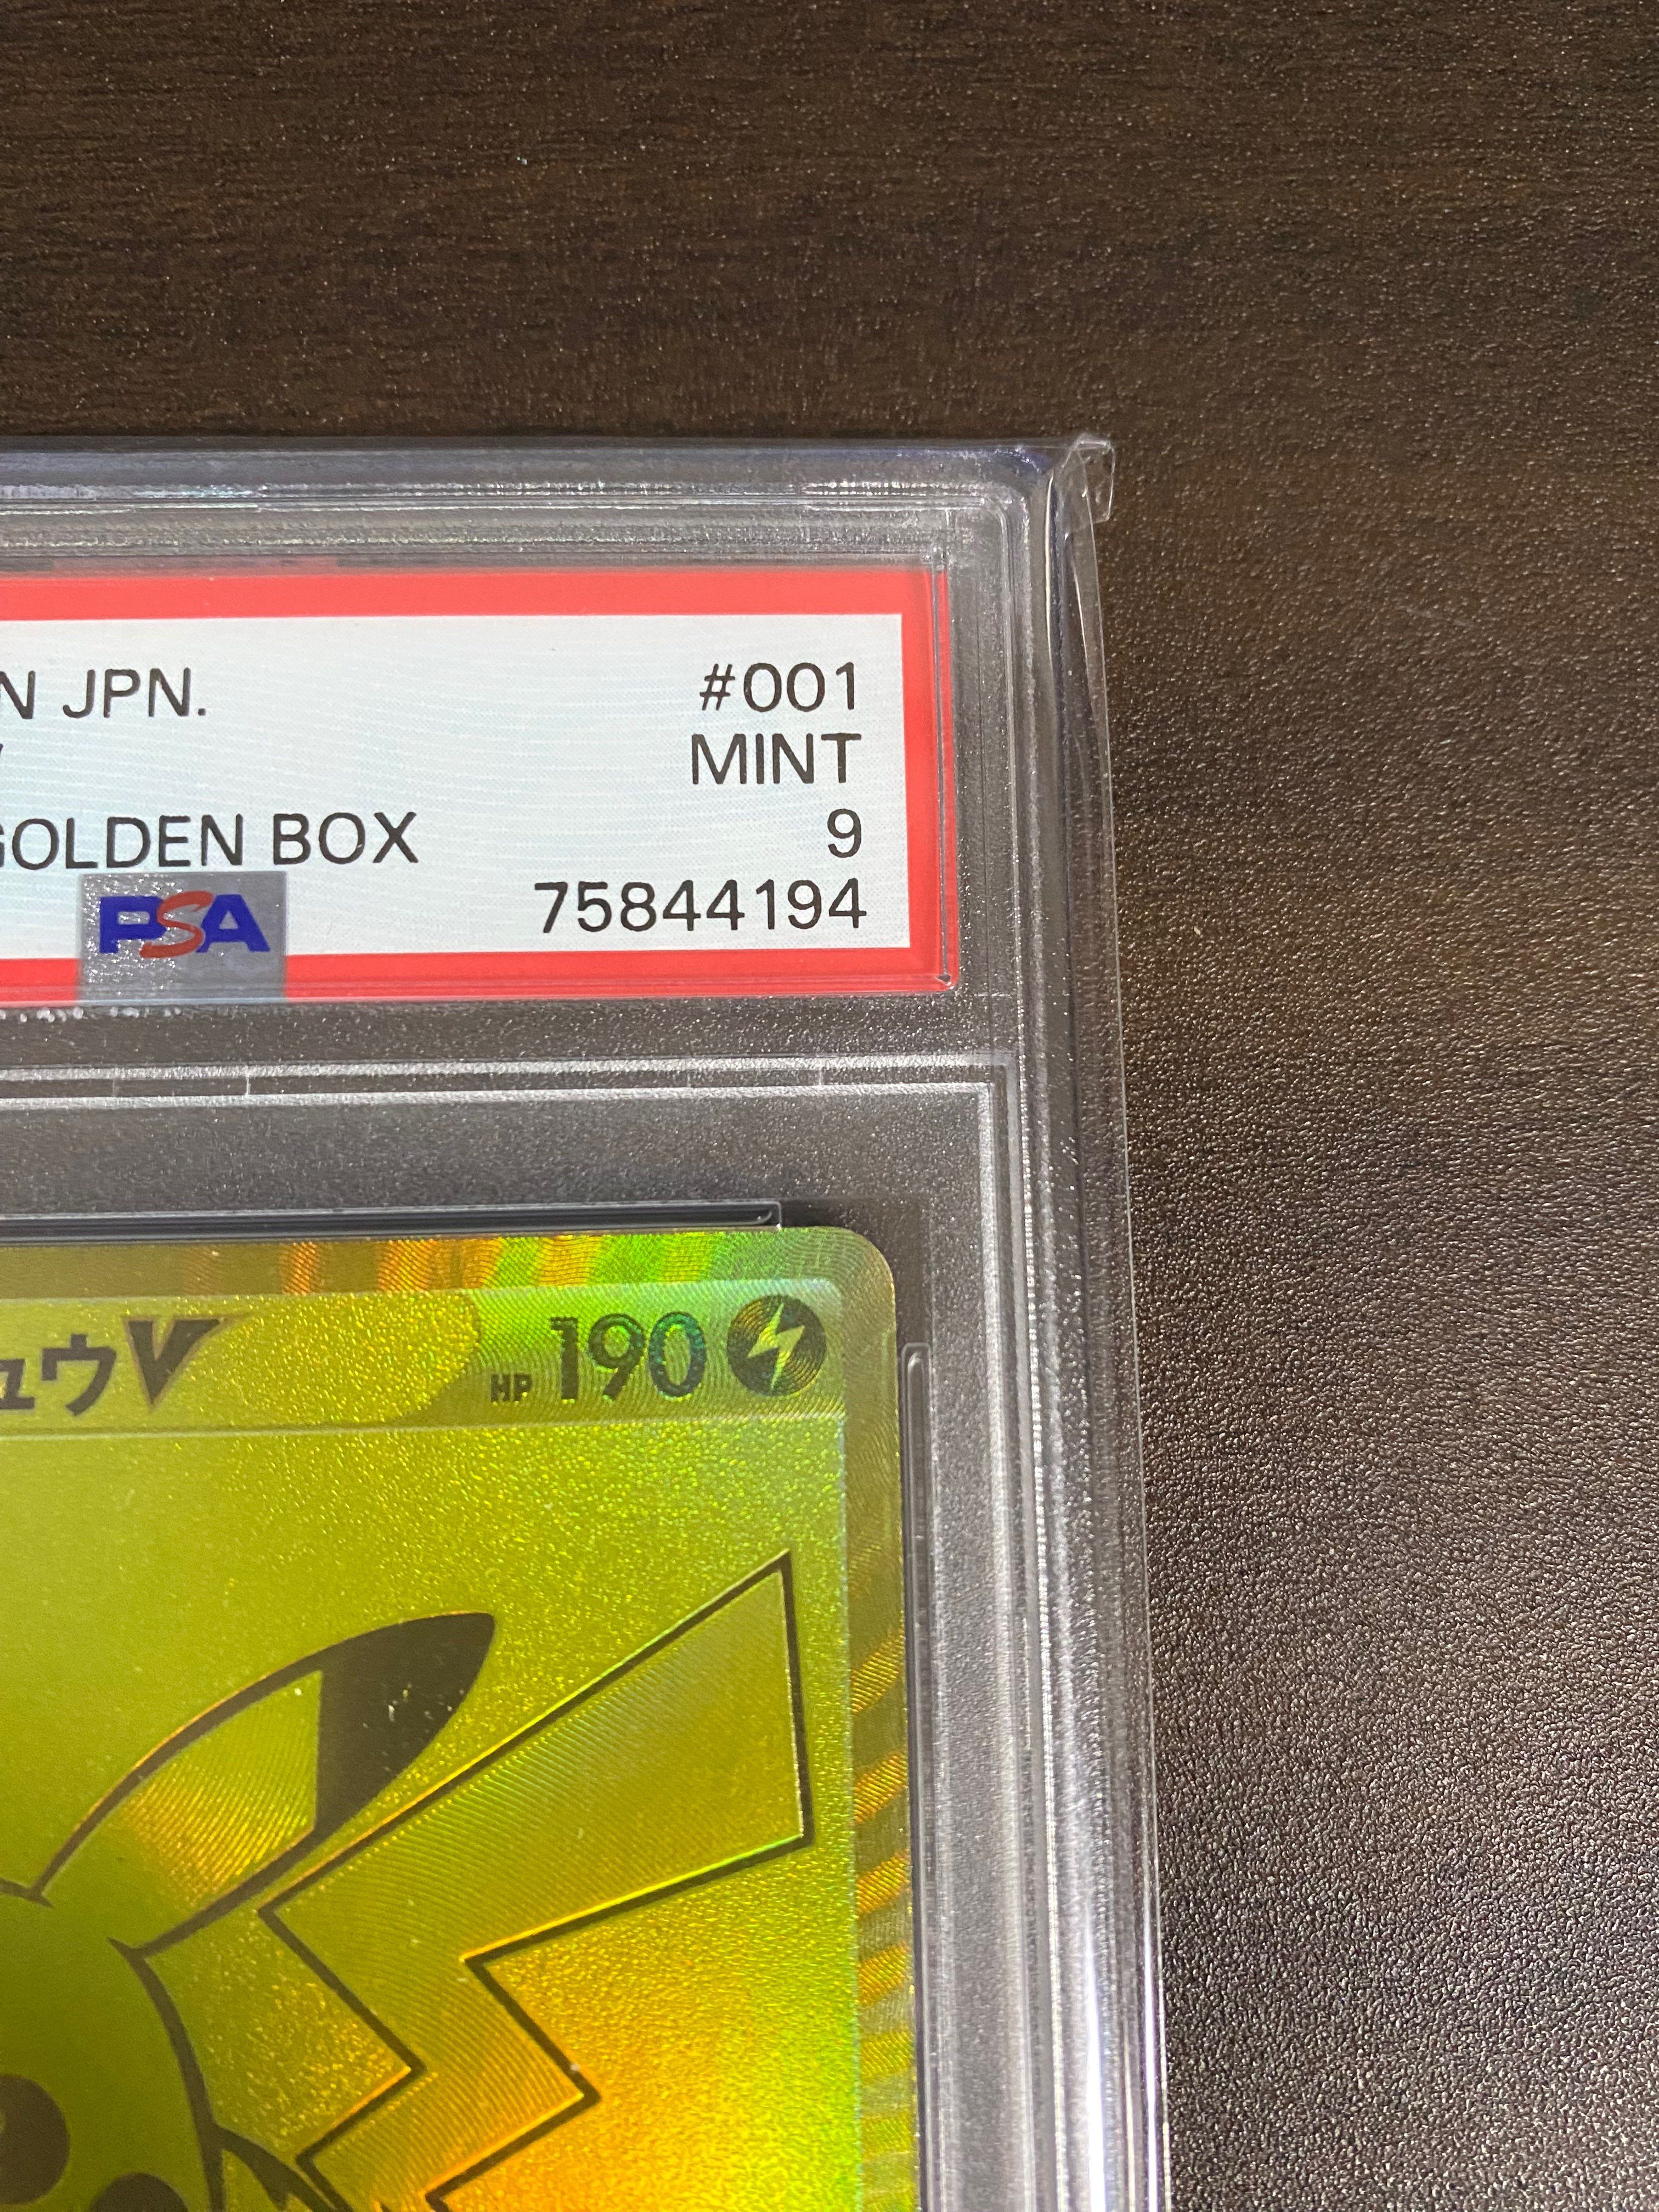 N JPN. #001
MINT
GOLDEN BOX 9
PSA 75844194
ュウV HP 190